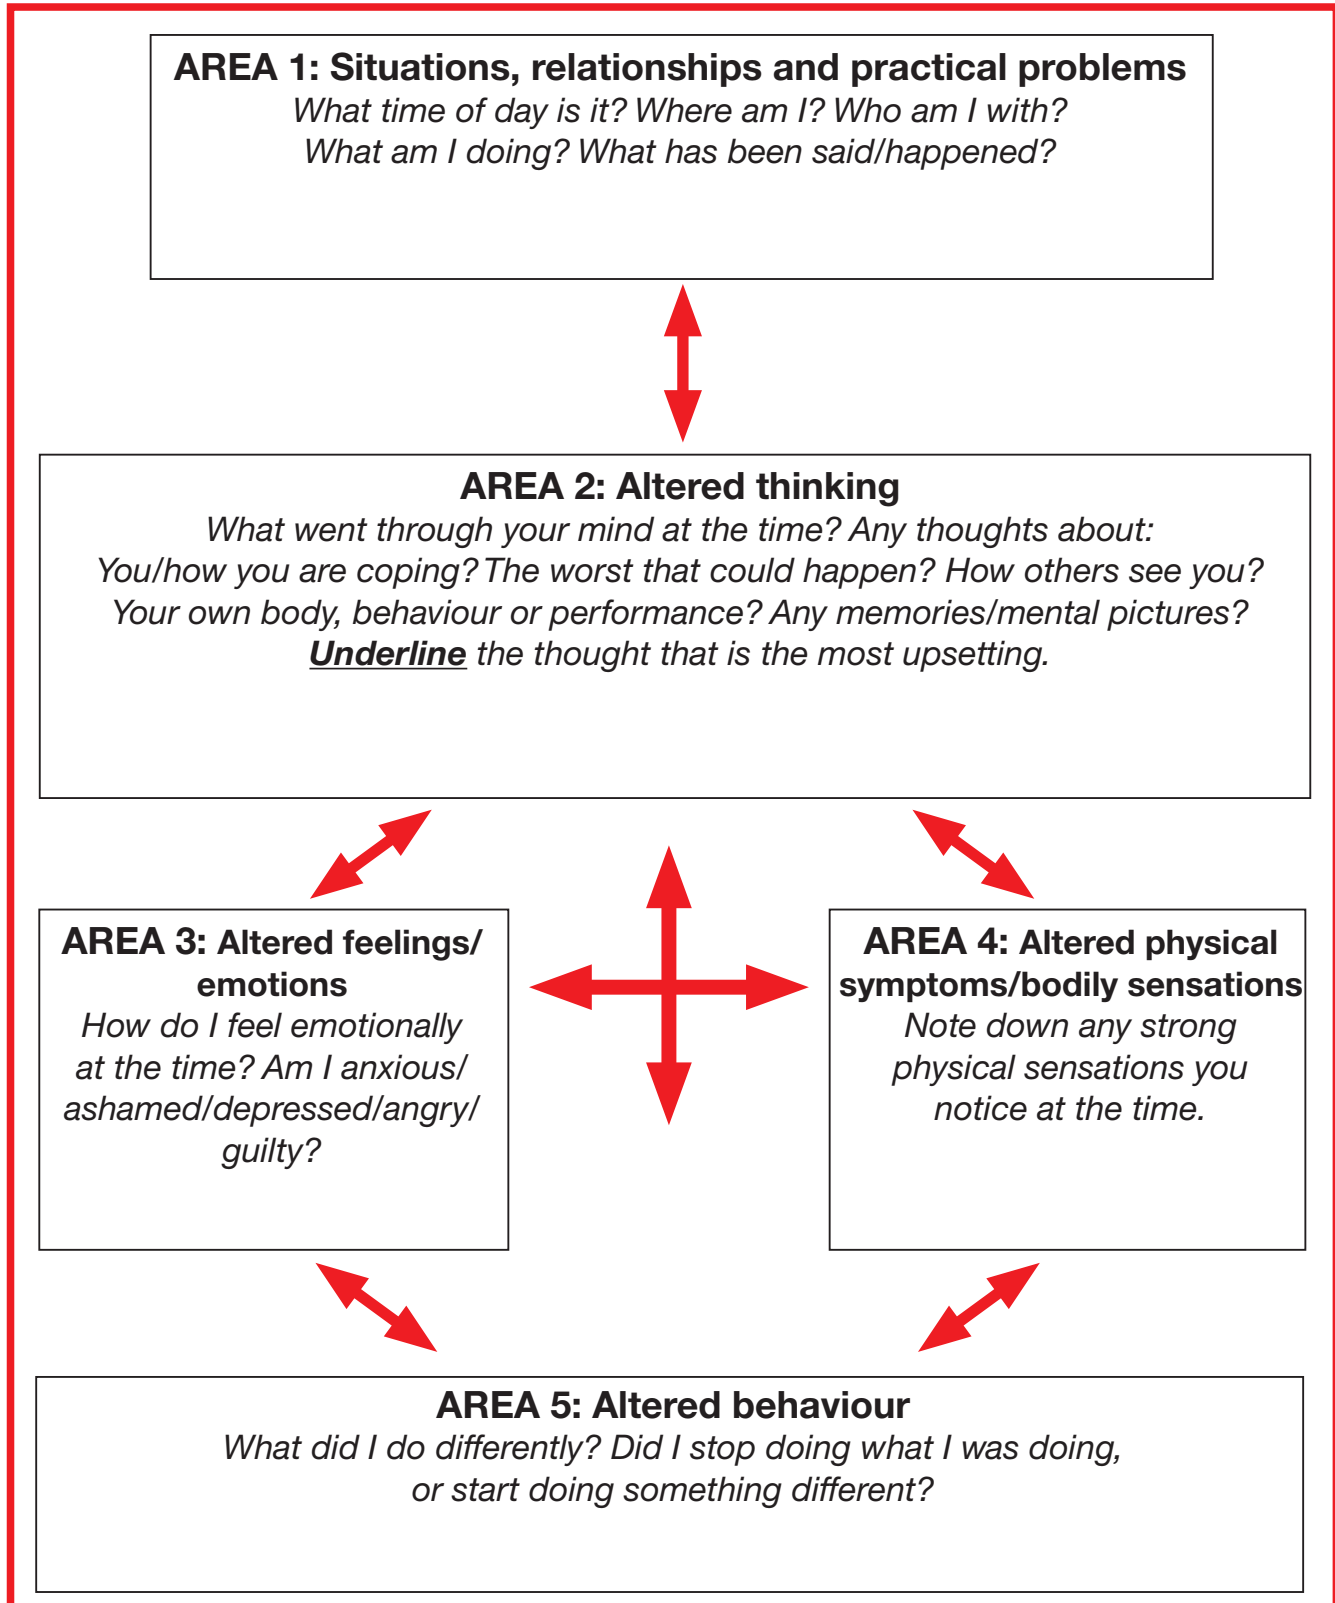 AREA 1: Situations, relationships and practical problems
What time of day is it? Where am I? Who am I with?
What am I doing? What has been said/happened?
AREA 2: Altered thinking
What went through your mind at the time? Any thoughts about:
You/how you are coping? The worst that could happen? How others see you?
Your own body, behaviour or performance? Any memories/mental pictures?
Underline the thought that is the most upsetting.
AREA 3: Altered feelings/
emotions
How do I feel emotionally
at the time? Am I anxious/
ashamed/depressed/angry/
guilty?
AREA 4: Altered physical
symptoms/bodily sensations
Note down any strong
physical sensations you
notice at the time.
AREA 5: Altered behaviour
What did I do differently? Did I stop doing what I was doing,
or start doing something different?